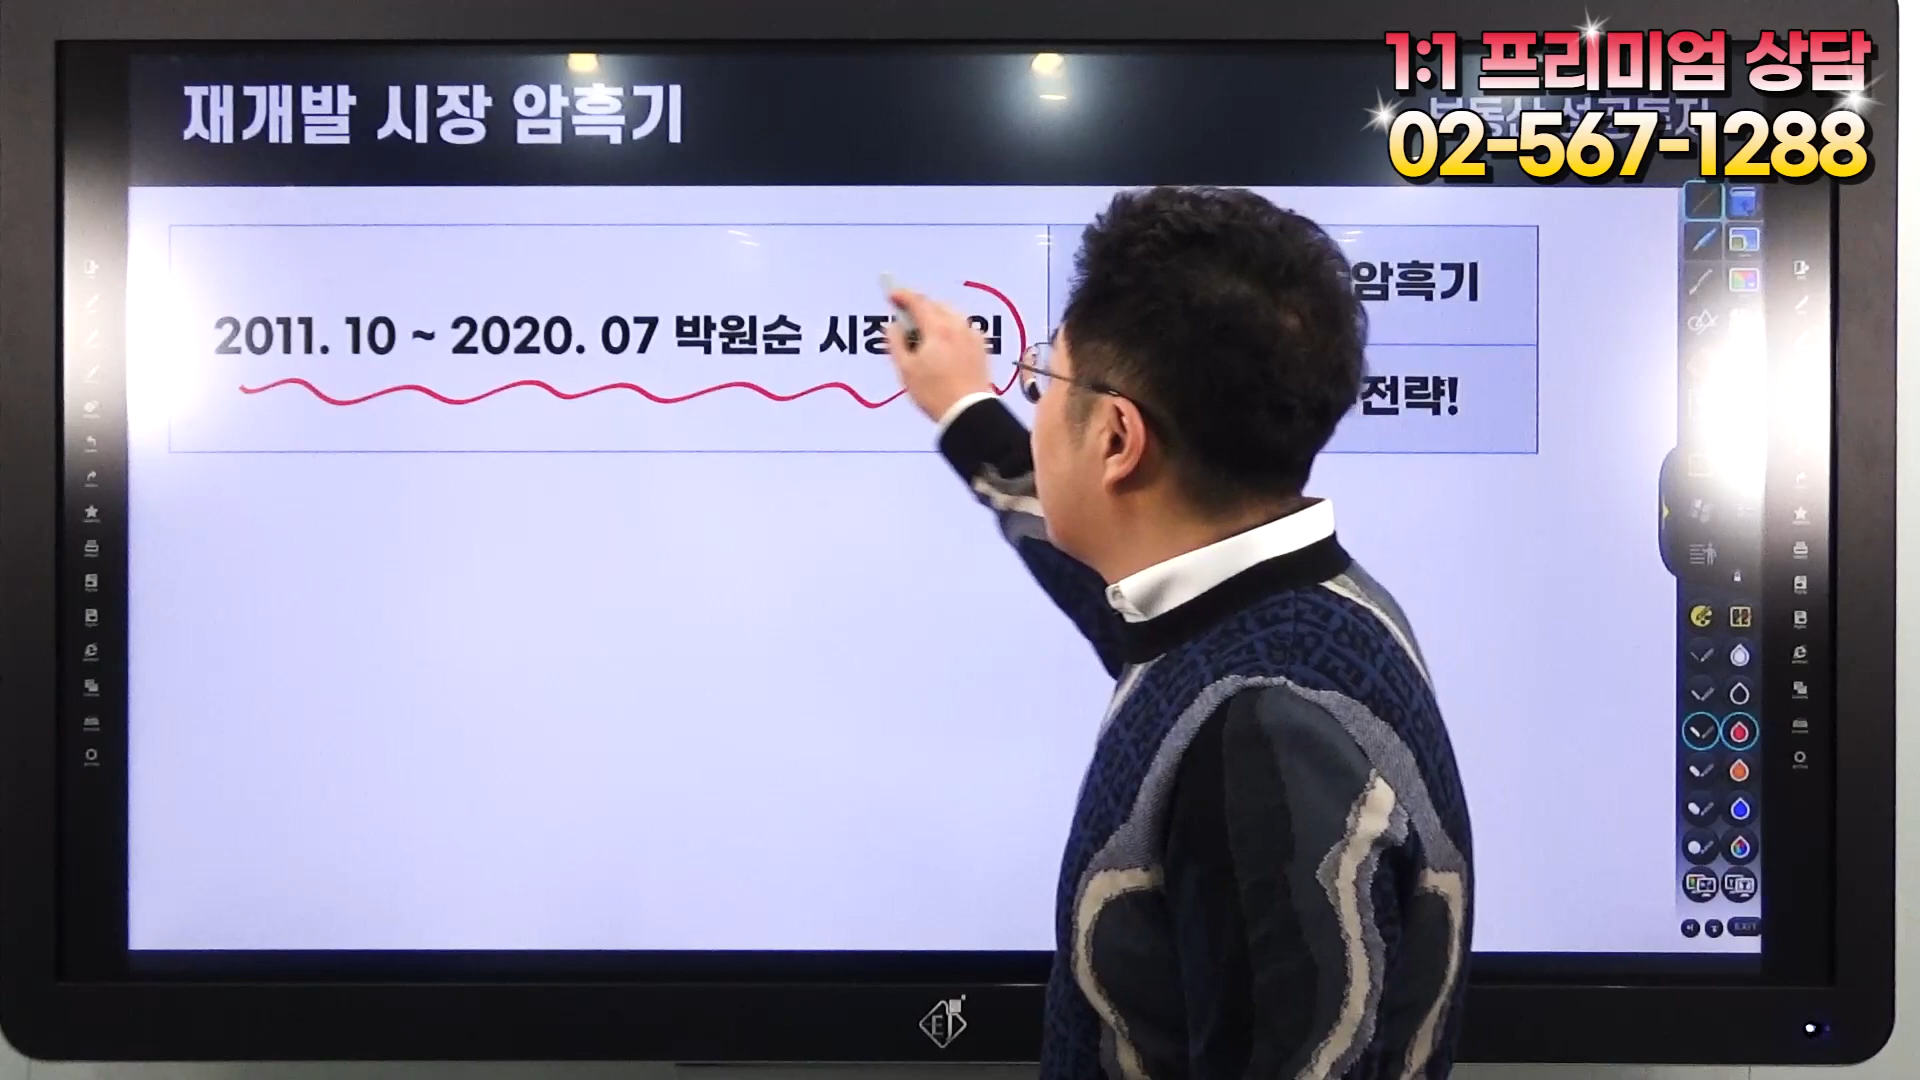 1:1 프리미엄 상담
02-567-1288
재개발 시장 암흑기
2011. 10 ~ 2020. 07 박원순 시장
암흑기
전략!